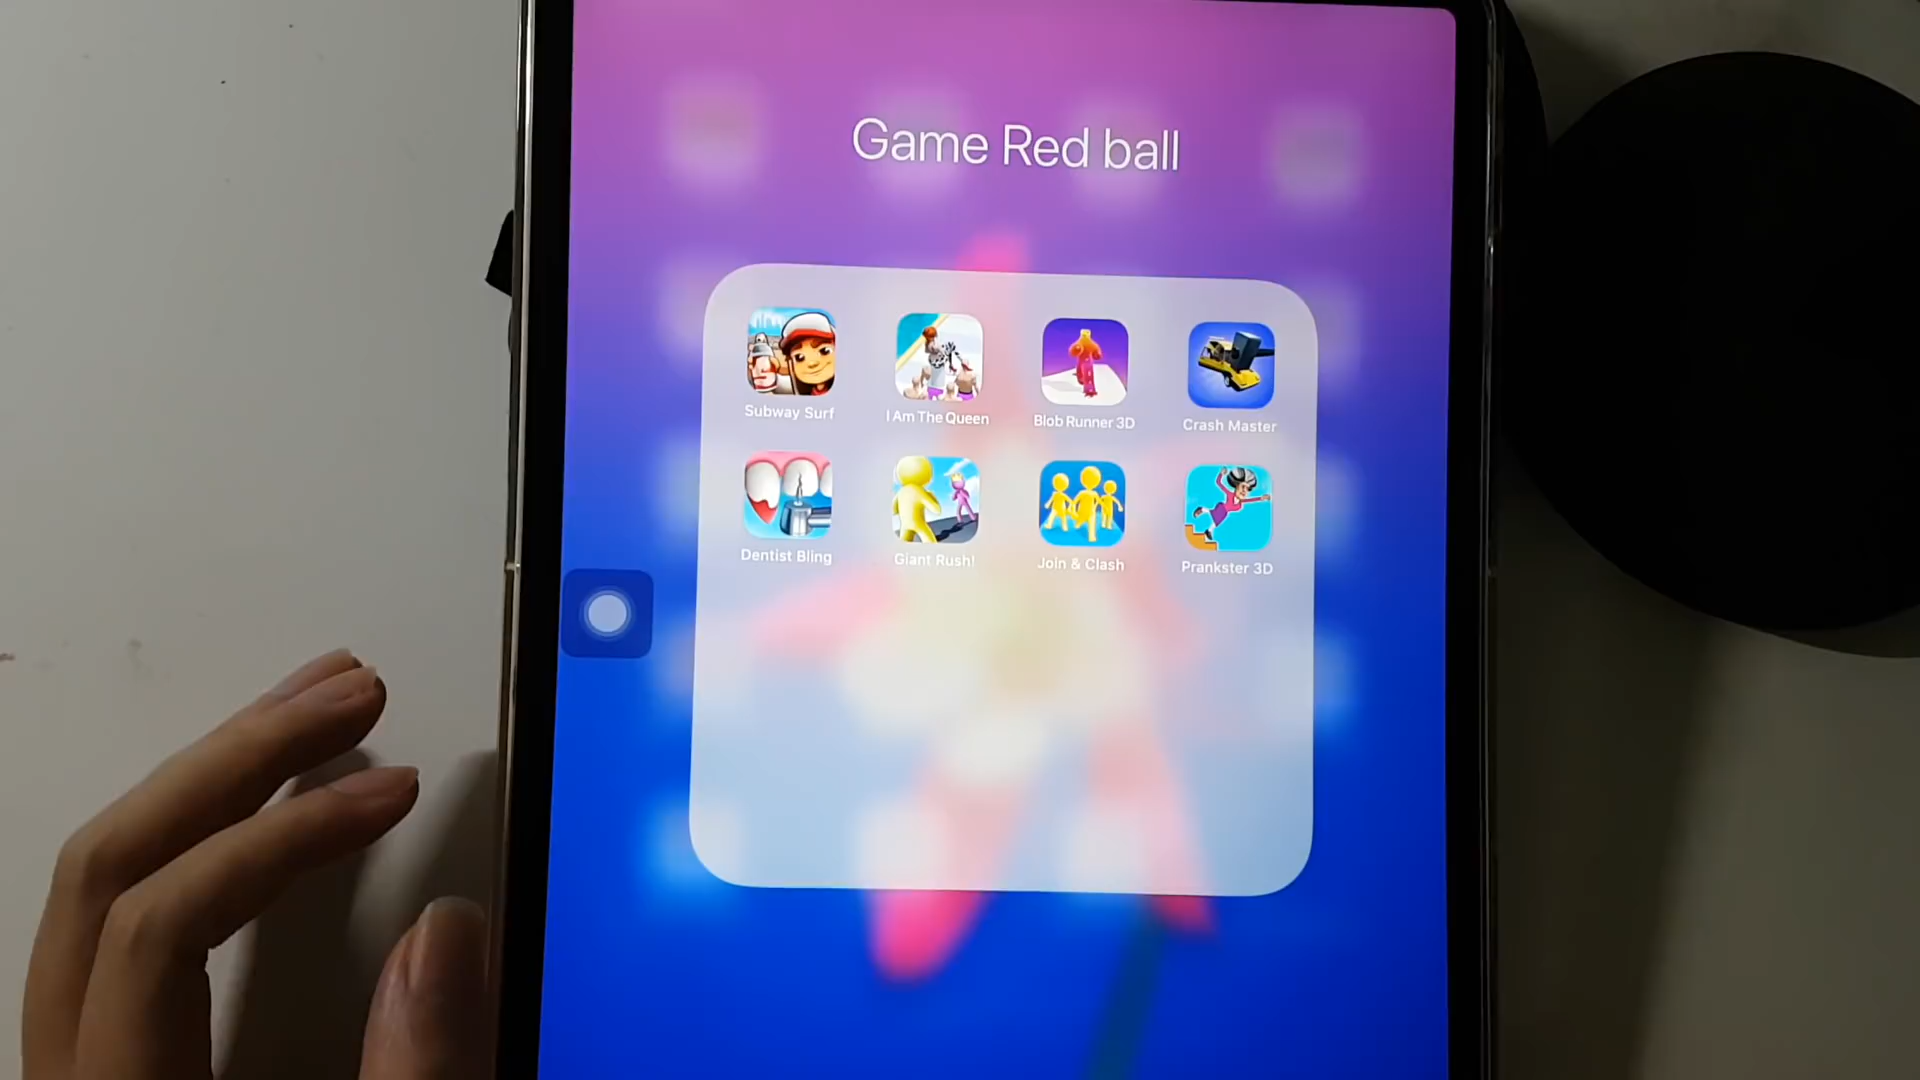 Game Red ball
Subway Surf
I Am The Queen
Blob Runner 3D
Crash Master
Dentist Bling
Giant Rush!
Join & Clash
Prankster 3D